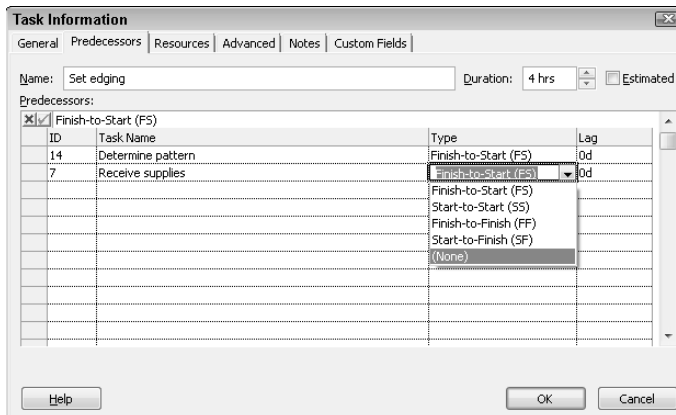 Task Information
General Predecessors Resources Advanced Notes Custom Fields
Name: Set edging Duration: 4 hrs Estimated
Predecessors:
Finish-to-Start (FS)
ID Task Name Type Lag
14 Determine pattern Finish-to-Start (FS) 0d
7 Receive supplies Finish-to-Start (FS) 0d
Finish-to-Start (FS)
Start-to-Start (SS)
Finish-to-Finish (FF)
Start-to-Finish (SF)
(None)
Help OK Cancel